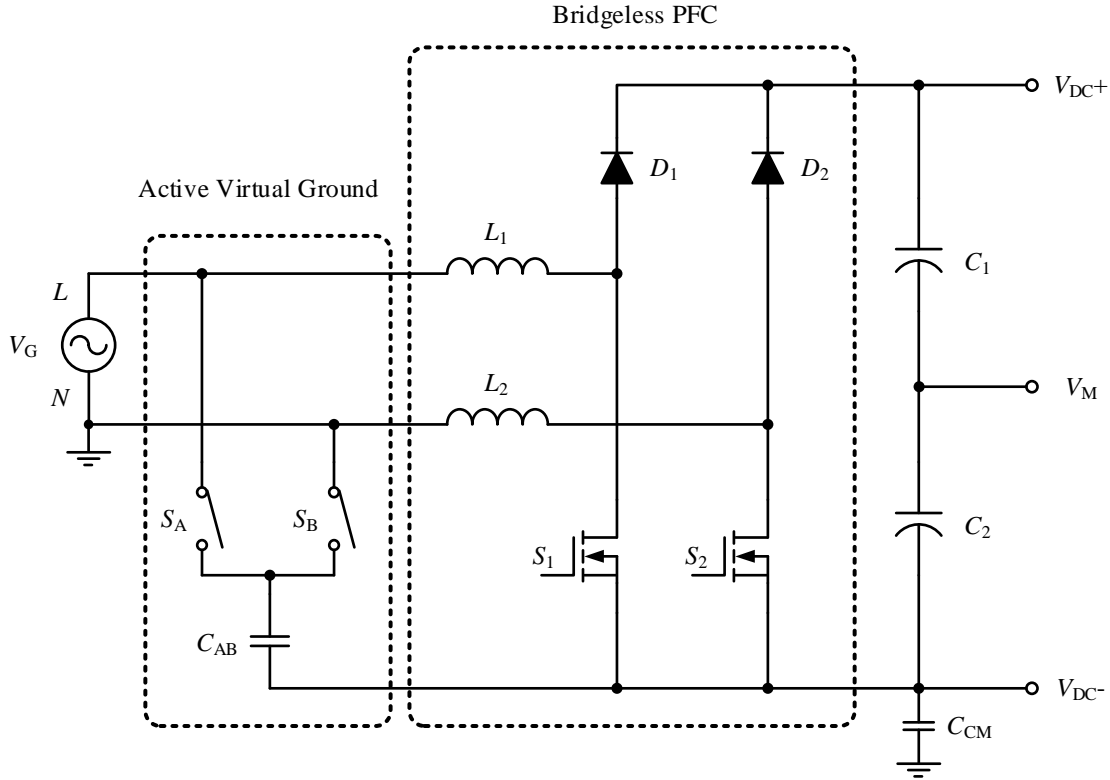 Bridgeless PFC
V_DC+
D_1
D_2
Active Virtual Ground
L_1
C_1
L
V_G
N
L_2
V_M
S_A
S_B
S_1
S_2
C_2
C_AB
V_DC-
C_CM